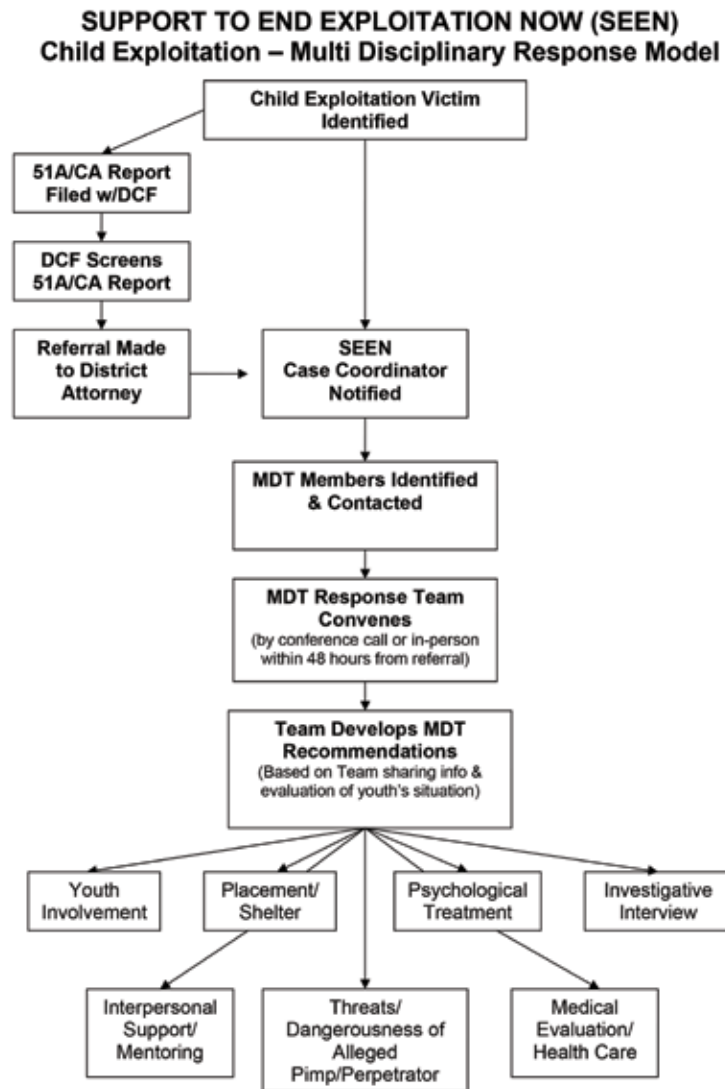 SUPPORT TO END EXPLOITATION NOW (SEEN)
Child Exploitation – Multi Disciplinary Response Model
Child Exploitation Victim
Identified
51A/CA Report
Filed w/DCF
DCF Screens
51A/CA Report
Referral Made
to District
Attorney
SEEN
Case Coordinator
Notified
MDT Members Identified
& Contacted
MDT Response Team
Convenes
(by conference call or in-person
within 48 hours from referral)
Team Develops MDT
Recommendations
(Based on Team sharing info &
evaluation of youth's situation)
Youth
Involvement
Placement/
Shelter
Psychological
Treatment
Investigative
Interview
Interpersonal
Support/
Mentoring
Threats/
Dangerousness of
Alleged
Pimp/Perpetrator
Medical
Evaluation/
Health Care